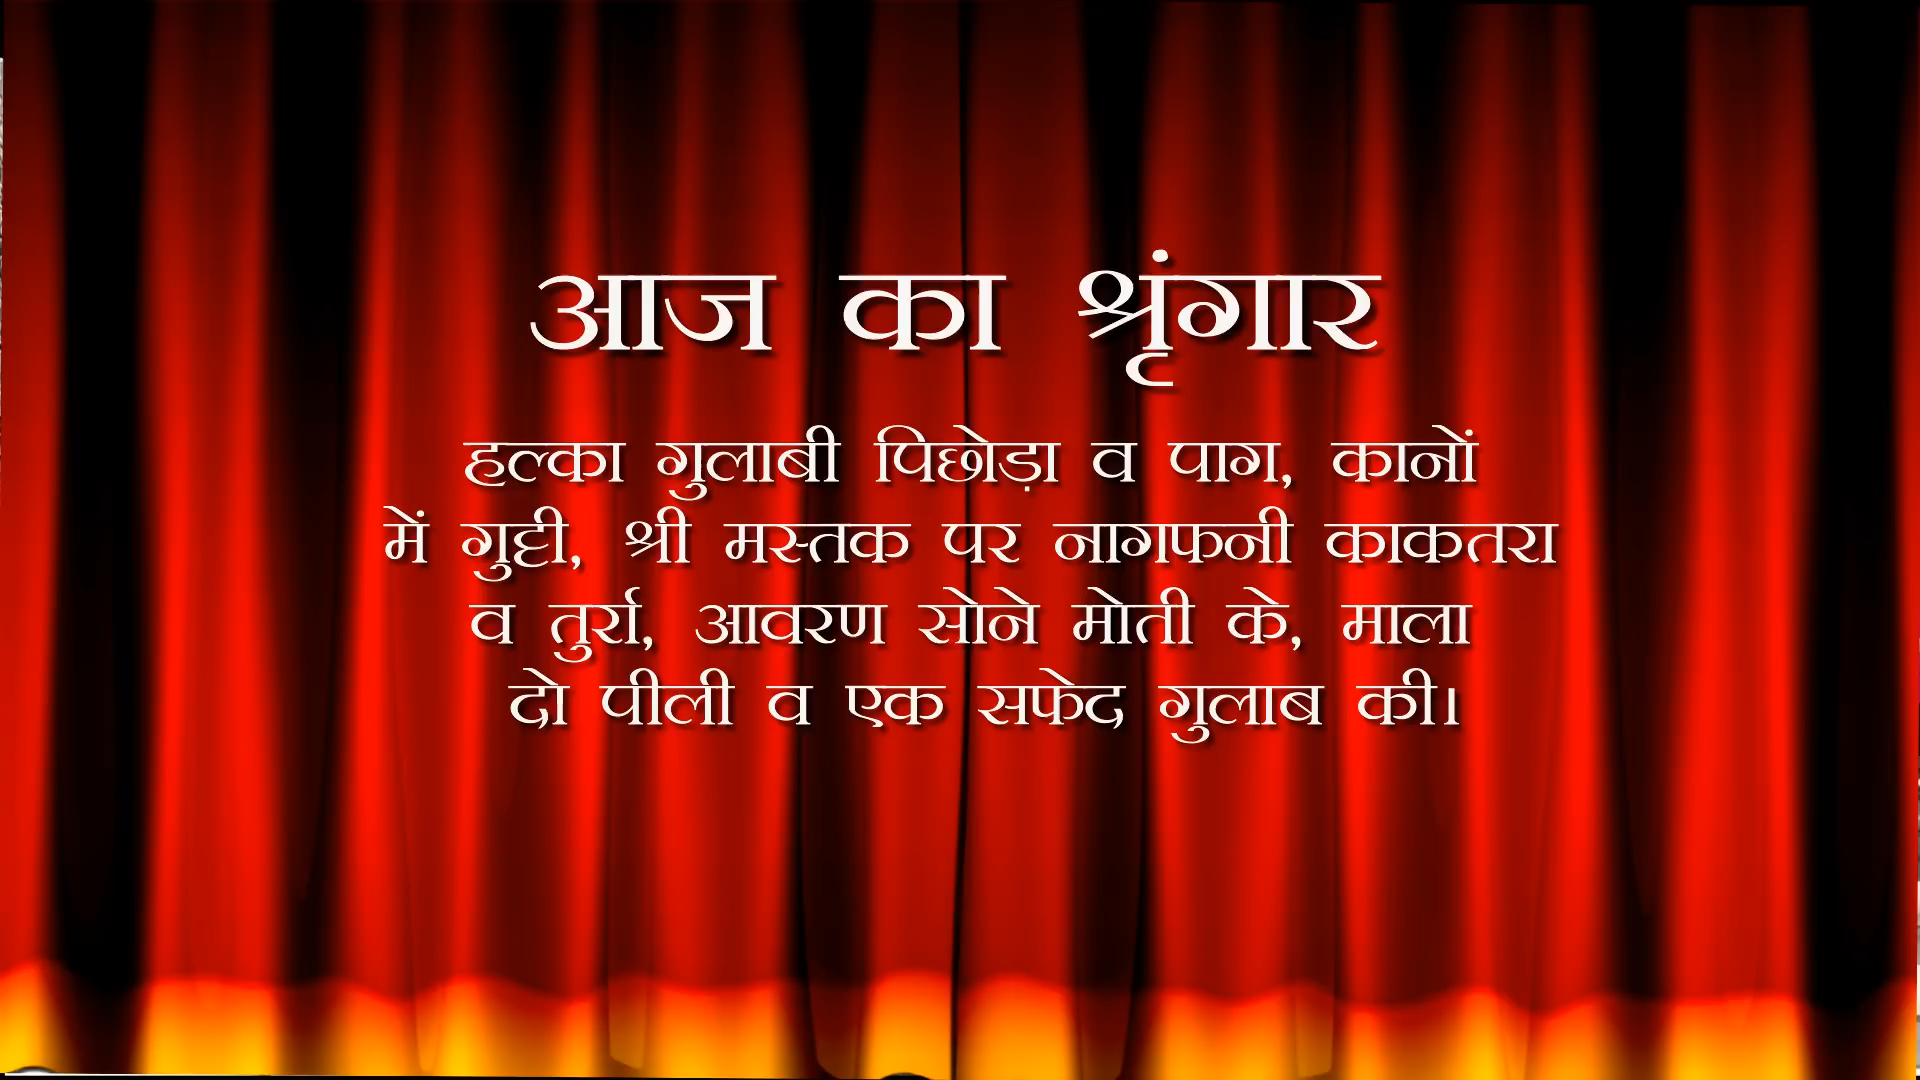 आज का श्रृंगार
हल्का गुलाबी पिछोड़ा व पाग, कानों
में गुट्टी, श्री मस्तक पर नागफनी काकतरा
व तुर्रा, आवरण सोने मोती के, माला
दो पीली व एक सफेद गुलाब की।